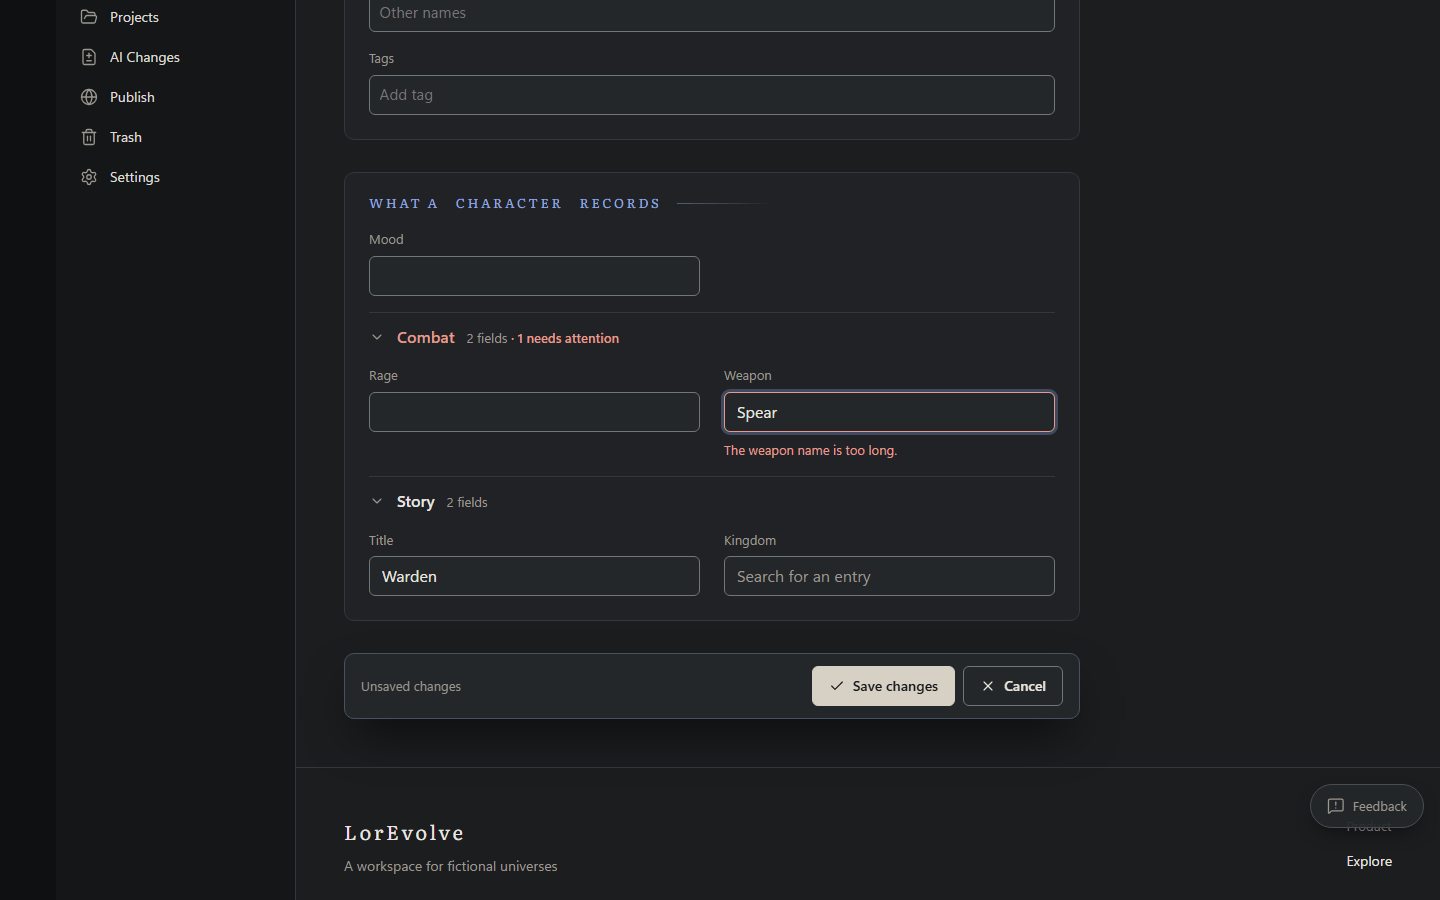 Projects
AI Changes
Publish
Trash
Settings
Other names
Tags
Add tag
WHAT A CHARACTER RECORDS
Mood
Combat 2 fields · 1 needs attention
Rage
Weapon
Spear
The weapon name is too long.
Story 2 fields
Title
Kingdom
Warden
Search for an entry
Unsaved changes
Save changes
Cancel
Feedback
Product
LorEvolve
A workspace for fictional universes
Explore